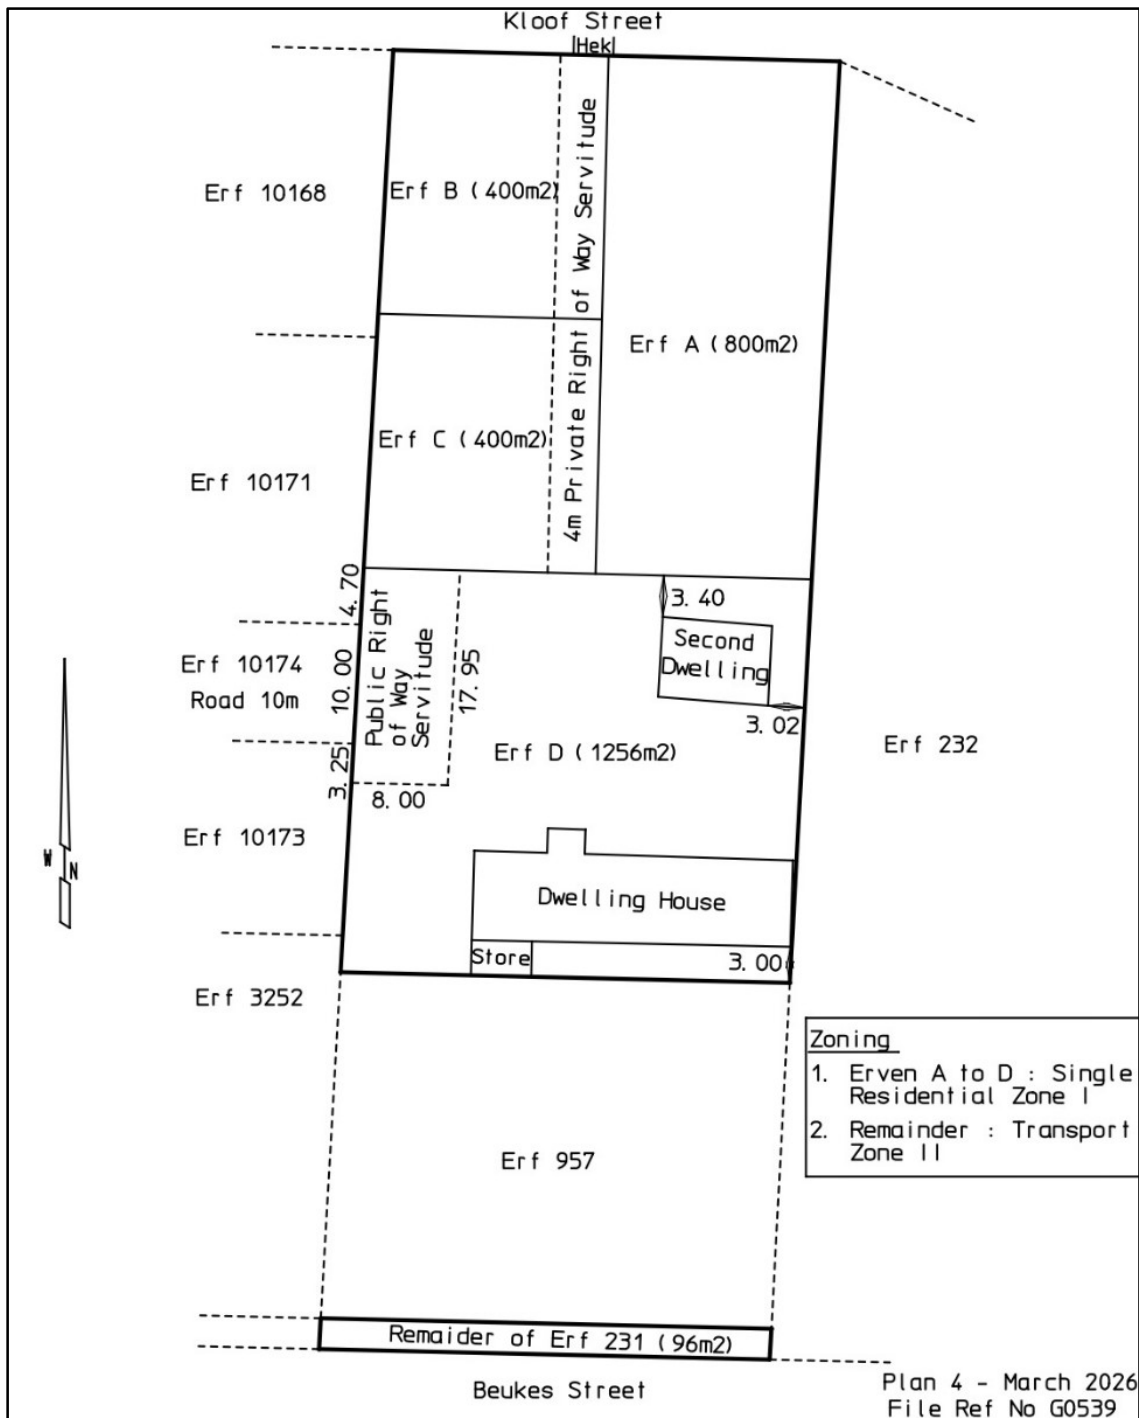 Kloof Street
Hek
Erf 10168
Erf B (400m2)
4m Private Right of Way Servitude
Erf A (800m2)
Erf C (400m2)
Erf 10171
4.70
3.40
Second
Dwelling
Erf 10174
Road 10m
10.00
Public Right
of Way
Servitude
17.95
3.02
Erf D (1256m2)
Erf 232
3.25
8.00
Erf 10173
W
N
Dwelling House
Store
3.00
Erf 3252
Zoning
1. Erven A to D : Single
Residential Zone I
2. Remainder : Transport
Zone II
Erf 957
Remaider of Erf 231 (96m2)
Beukes Street
Plan 4 - March 2026
File Ref No G0539